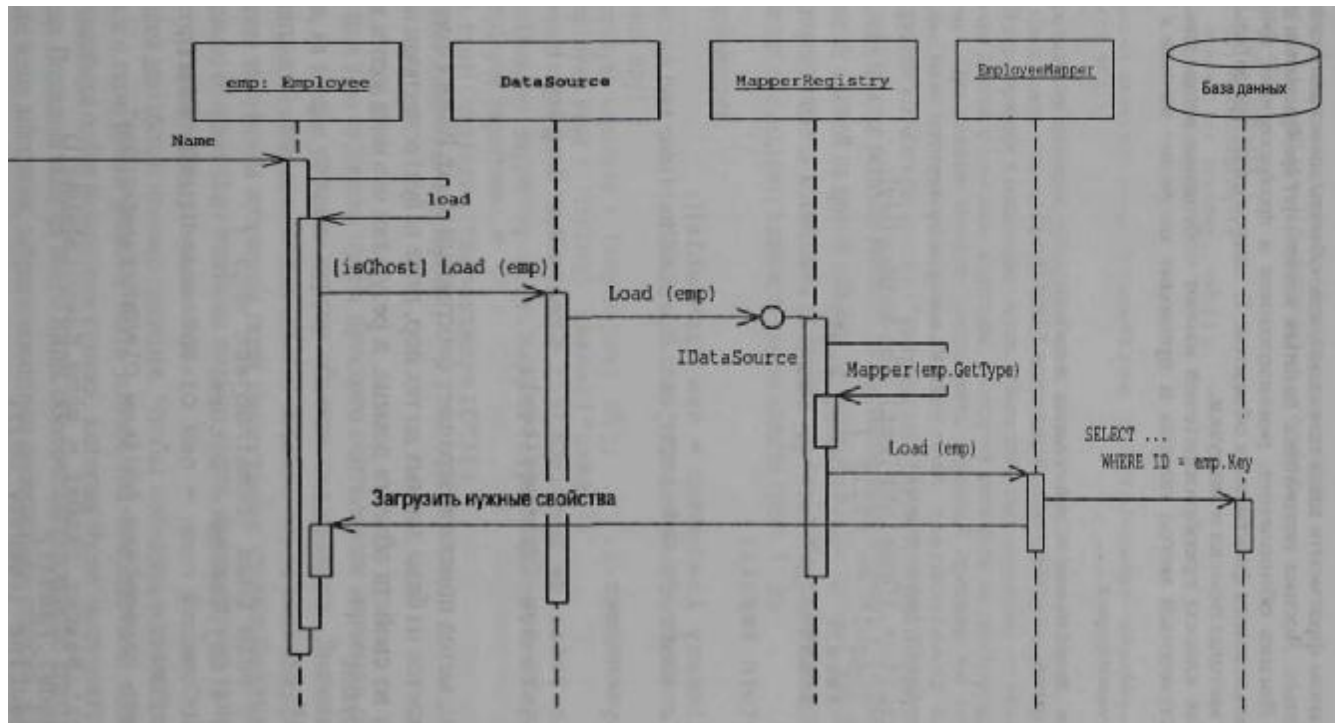 emp: Employee
DataSource
MapperRegistry
EmployeeMapper
База данных
Name
load
[isGhost] Load (emp)
Load (emp)
IDataSource
Mapper(emp.GetType)
Load (emp)
SELECT ...
WHERE ID = emp.Key
Загрузить нужные свойства